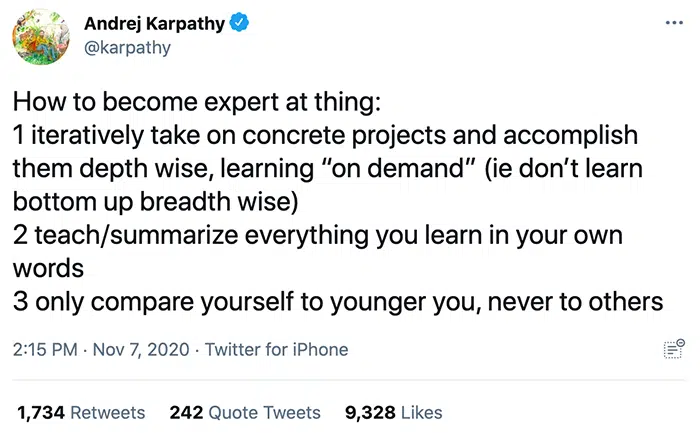 Andrej Karpathy
@karpathy
How to become expert at thing:
1 iteratively take on concrete projects and accomplish
them depth wise, learning “on demand” (ie don’t learn
bottom up breadth wise)
2 teach/summarize everything you learn in your own
words
3 only compare yourself to younger you, never to others
2:15 PM · Nov 7, 2020 · Twitter for iPhone
1,734 Retweets 242 Quote Tweets 9,328 Likes